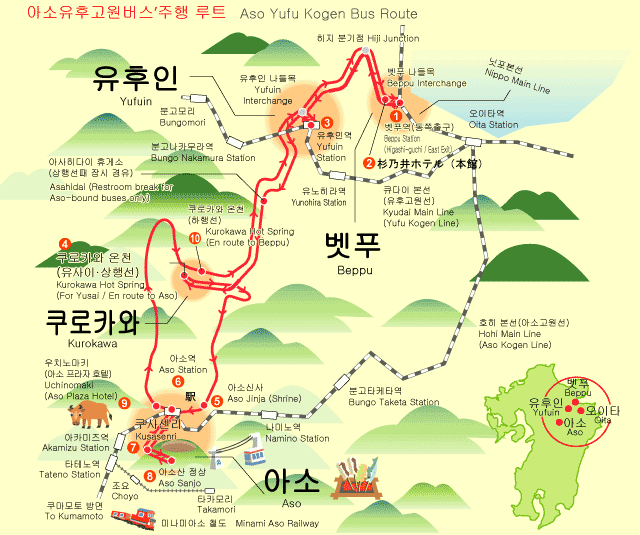 아소유후고원버스'주행 루트 Aso Yufu Kogen Bus Route
히지 분기점 Hiji Junction
유후인
Yufuin
유후인 나들목
Yufuin
Interchange
벳푸 나들목
Beppu Interchange
닛포본선
Nippo Main Line
분고모리
Bungomori
1
3
유후인역
Yufuin
Station
벳푸역(동쪽출구)
Beppu Station
(Higashi-guchi / East Exit)
오이타역
Oita Station
분고나카무라역
Bungo Nakamura Station
2 杉乃井ホテル (本館)
아사히다이 휴게소
(상행선때 잠시 경유)
Asahidai (Restroom break for
Aso-bound buses only)
유노히라역
Yunohira Station
큐다이 본선
(유후고원선)
Kyudai Main Line
(Yufu Kogen Line)
쿠로카와 온천
(하행선)
10
Kurokawa Hot Spring
(En route to Beppu)
벳푸
Beppu
4
쿠로카와 온천
(유사이·상행선)
Kurokawa Hot Spring
(For Yusai / En route to Aso)
쿠로카와
Kurokawa
호히 본선(아소고원선)
Hohi Main Line
(Aso Kogen Line)
아소역
Aso Station
6
우치노마키
(아소 프라자 호텔)
Uchinomaki
(Aso Plaza Hotel)
9
駅
5
아소신사
Aso Jinja (Shrine)
분고타케타역
Bungo Taketa Station
쿠사센리
Kusasenri
나미노역
Namino Station
아카미즈역
Akamizu Station
타테노역
Tateno Station
7
8 아소산 정상
Aso Sanjo
아소
Aso
조요
Choyo
타카모리
Takamori
쿠마모토 방면
To Kumamoto
미나미아소 철도 Minami Aso Railway
벳푸
Beppu
유후인
Yufuin
오이타
Oita
아소
Aso